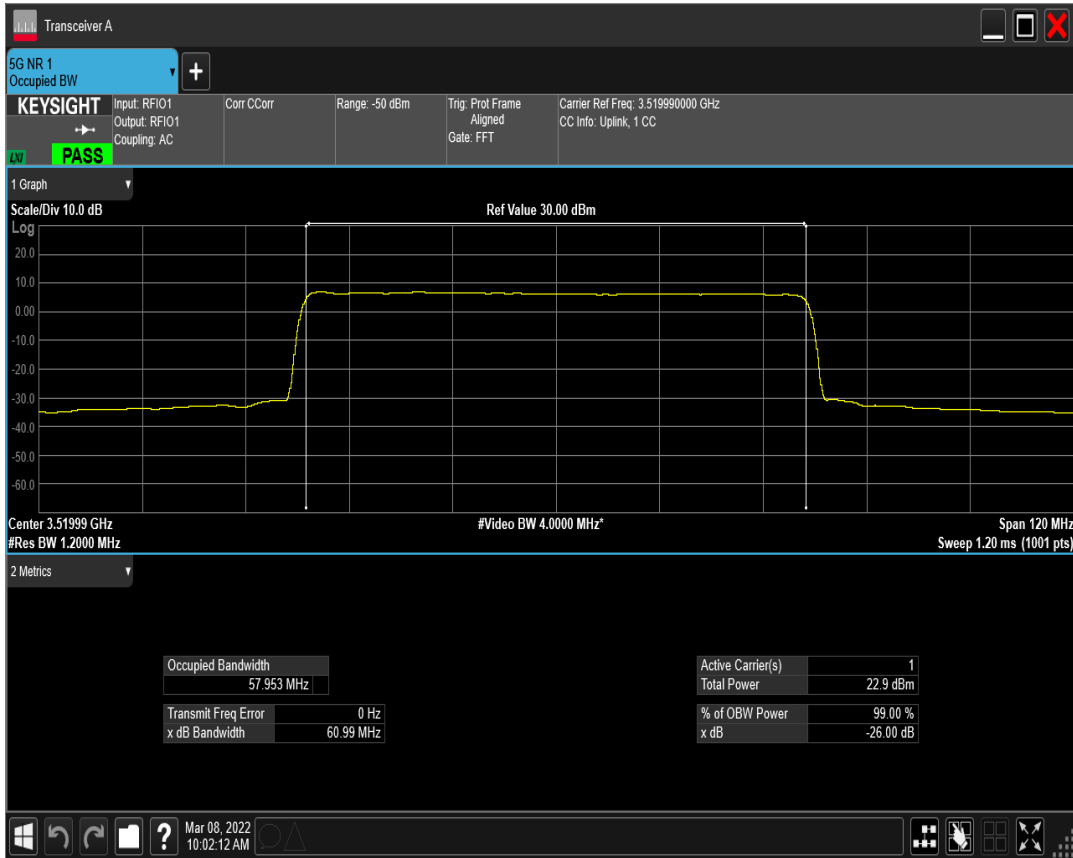 Transceiver A
5G NR 1
Occupied BW
+
KEYSIGHT
LXI
PASS
Input: RFIO1
Output: RFIO1
Coupling: AC
Corr CCorr
Range: -50 dBm
Trig: Prot Frame
Aligned
Gate: FFT
Carrier Ref Freq: 3.519990000 GHz
CC Info: Uplink, 1 CC
1 Graph
Scale/Div 10.0 dB
Ref Value 30.00 dBm
Log
20.0
10.0
0.00
-10.0
-20.0
-30.0
-40.0
-50.0
-60.0
Center 3.51999 GHz
#Video BW 4.0000 MHz*
Span 120 MHz
#Res BW 1.2000 MHz
Sweep 1.20 ms (1001 pts)
2 Metrics
Occupied Bandwidth
57.953 MHz
Transmit Freq Error 0 Hz
x dB Bandwidth 60.99 MHz
Active Carrier(s) 1
Total Power 22.9 dBm
% of OBW Power 99.00 %
x dB -26.00 dB
?
Mar 08, 2022
10:02:12 AM